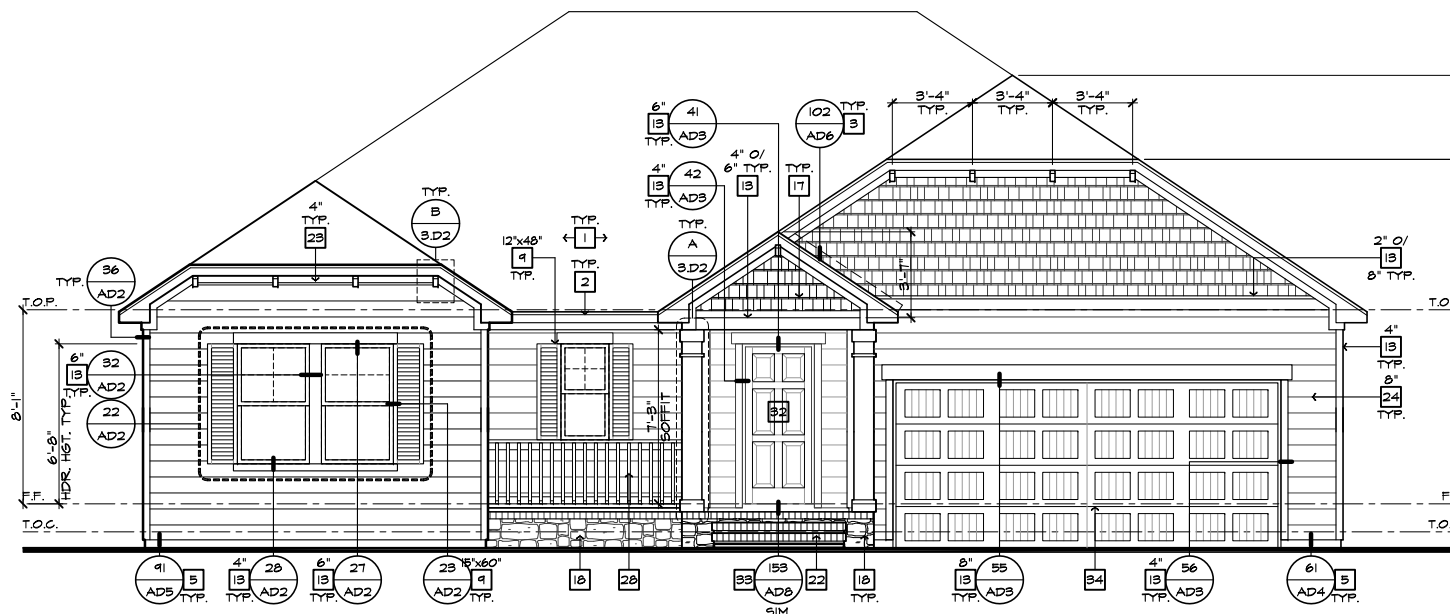 3'-4" 3'-4" 3'-4"
TYP. TYP. TYP.
6" 41 102 TYP.
13 AD3 AD6 3
TYP.
4" O/
6" TYP.
4" 42 13 17
13 AD3
TYP.
TYP.
B
3.D2
4"
TYP.
23
TYP.
1
TYP.
A
3.D2
12"x48"
9
TYP.
TYP.
2
TYP. 36
AD2
3'-7"
2" O/
13
8" TYP.
T.O.P. T.O.
6" 32
13 AD2
TYP.
4"
13
TYP.
22
AD2
8"
24
TYP.
8'-1"
6'-8"
HDR. HGT. TYP.
7'-3"
SOFFIT
32
F.F. F
T.O.C. T.O.
91 5
AD5 TYP.
4" 28
13 AD2
TYP.
6" 27
13 AD2
TYP.
23 15"x60"
AD2 9
TYP.
18
28
33 153
AD8
SIM
22
18
TYP.
8" 55
13 AD3
TYP.
34
4" 56
13 AD3
TYP.
61 5
AD4 TYP.